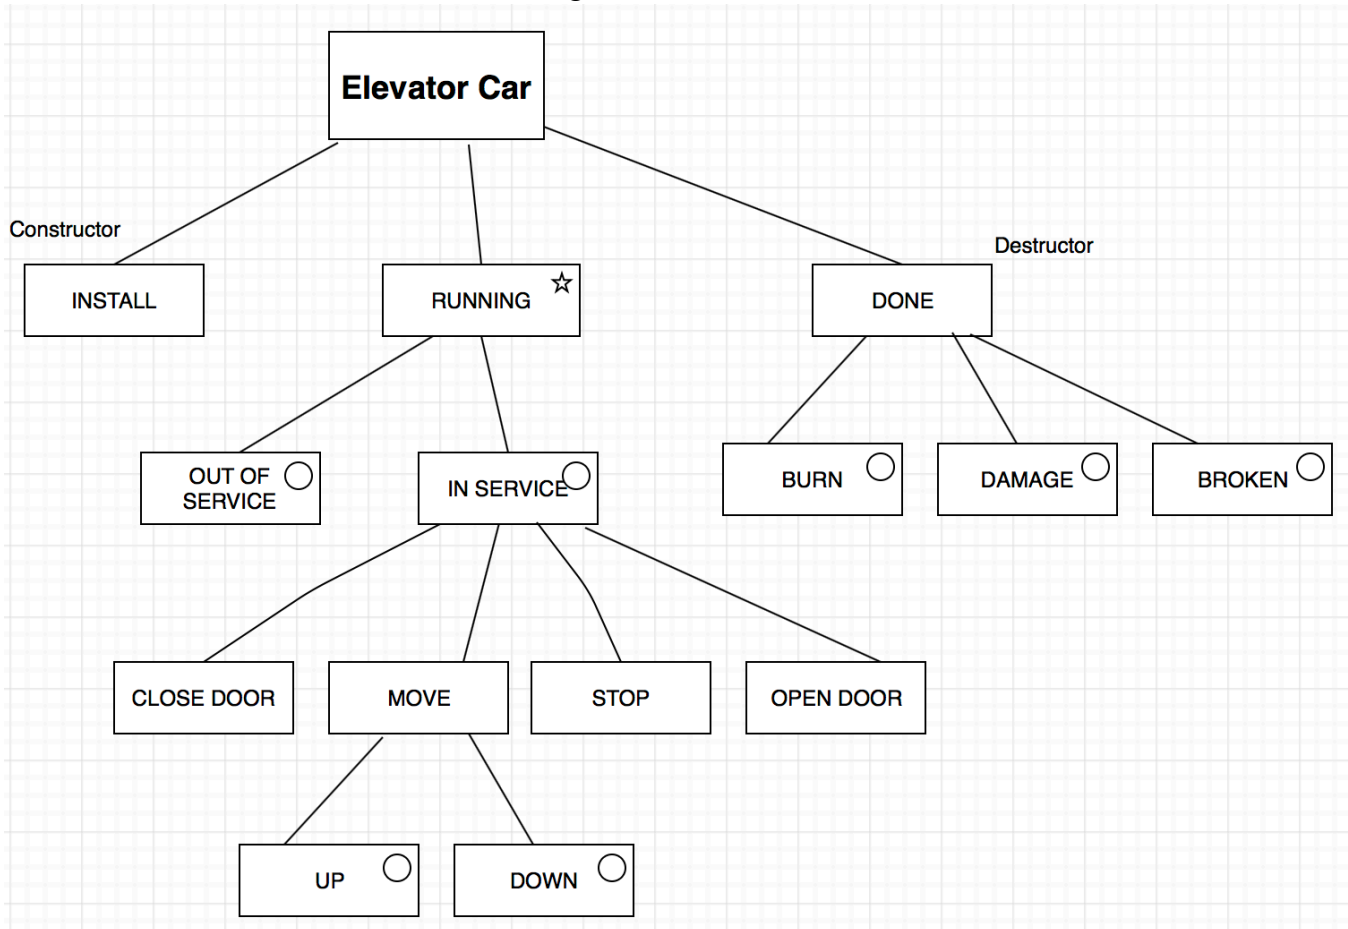 Elevator Car
Constructor
Destructor
INSTALL
RUNNING
DONE
OUT OF
SERVICE
IN SERVICE
BURN
DAMAGE
BROKEN
CLOSE DOOR
MOVE
STOP
OPEN DOOR
UP
DOWN